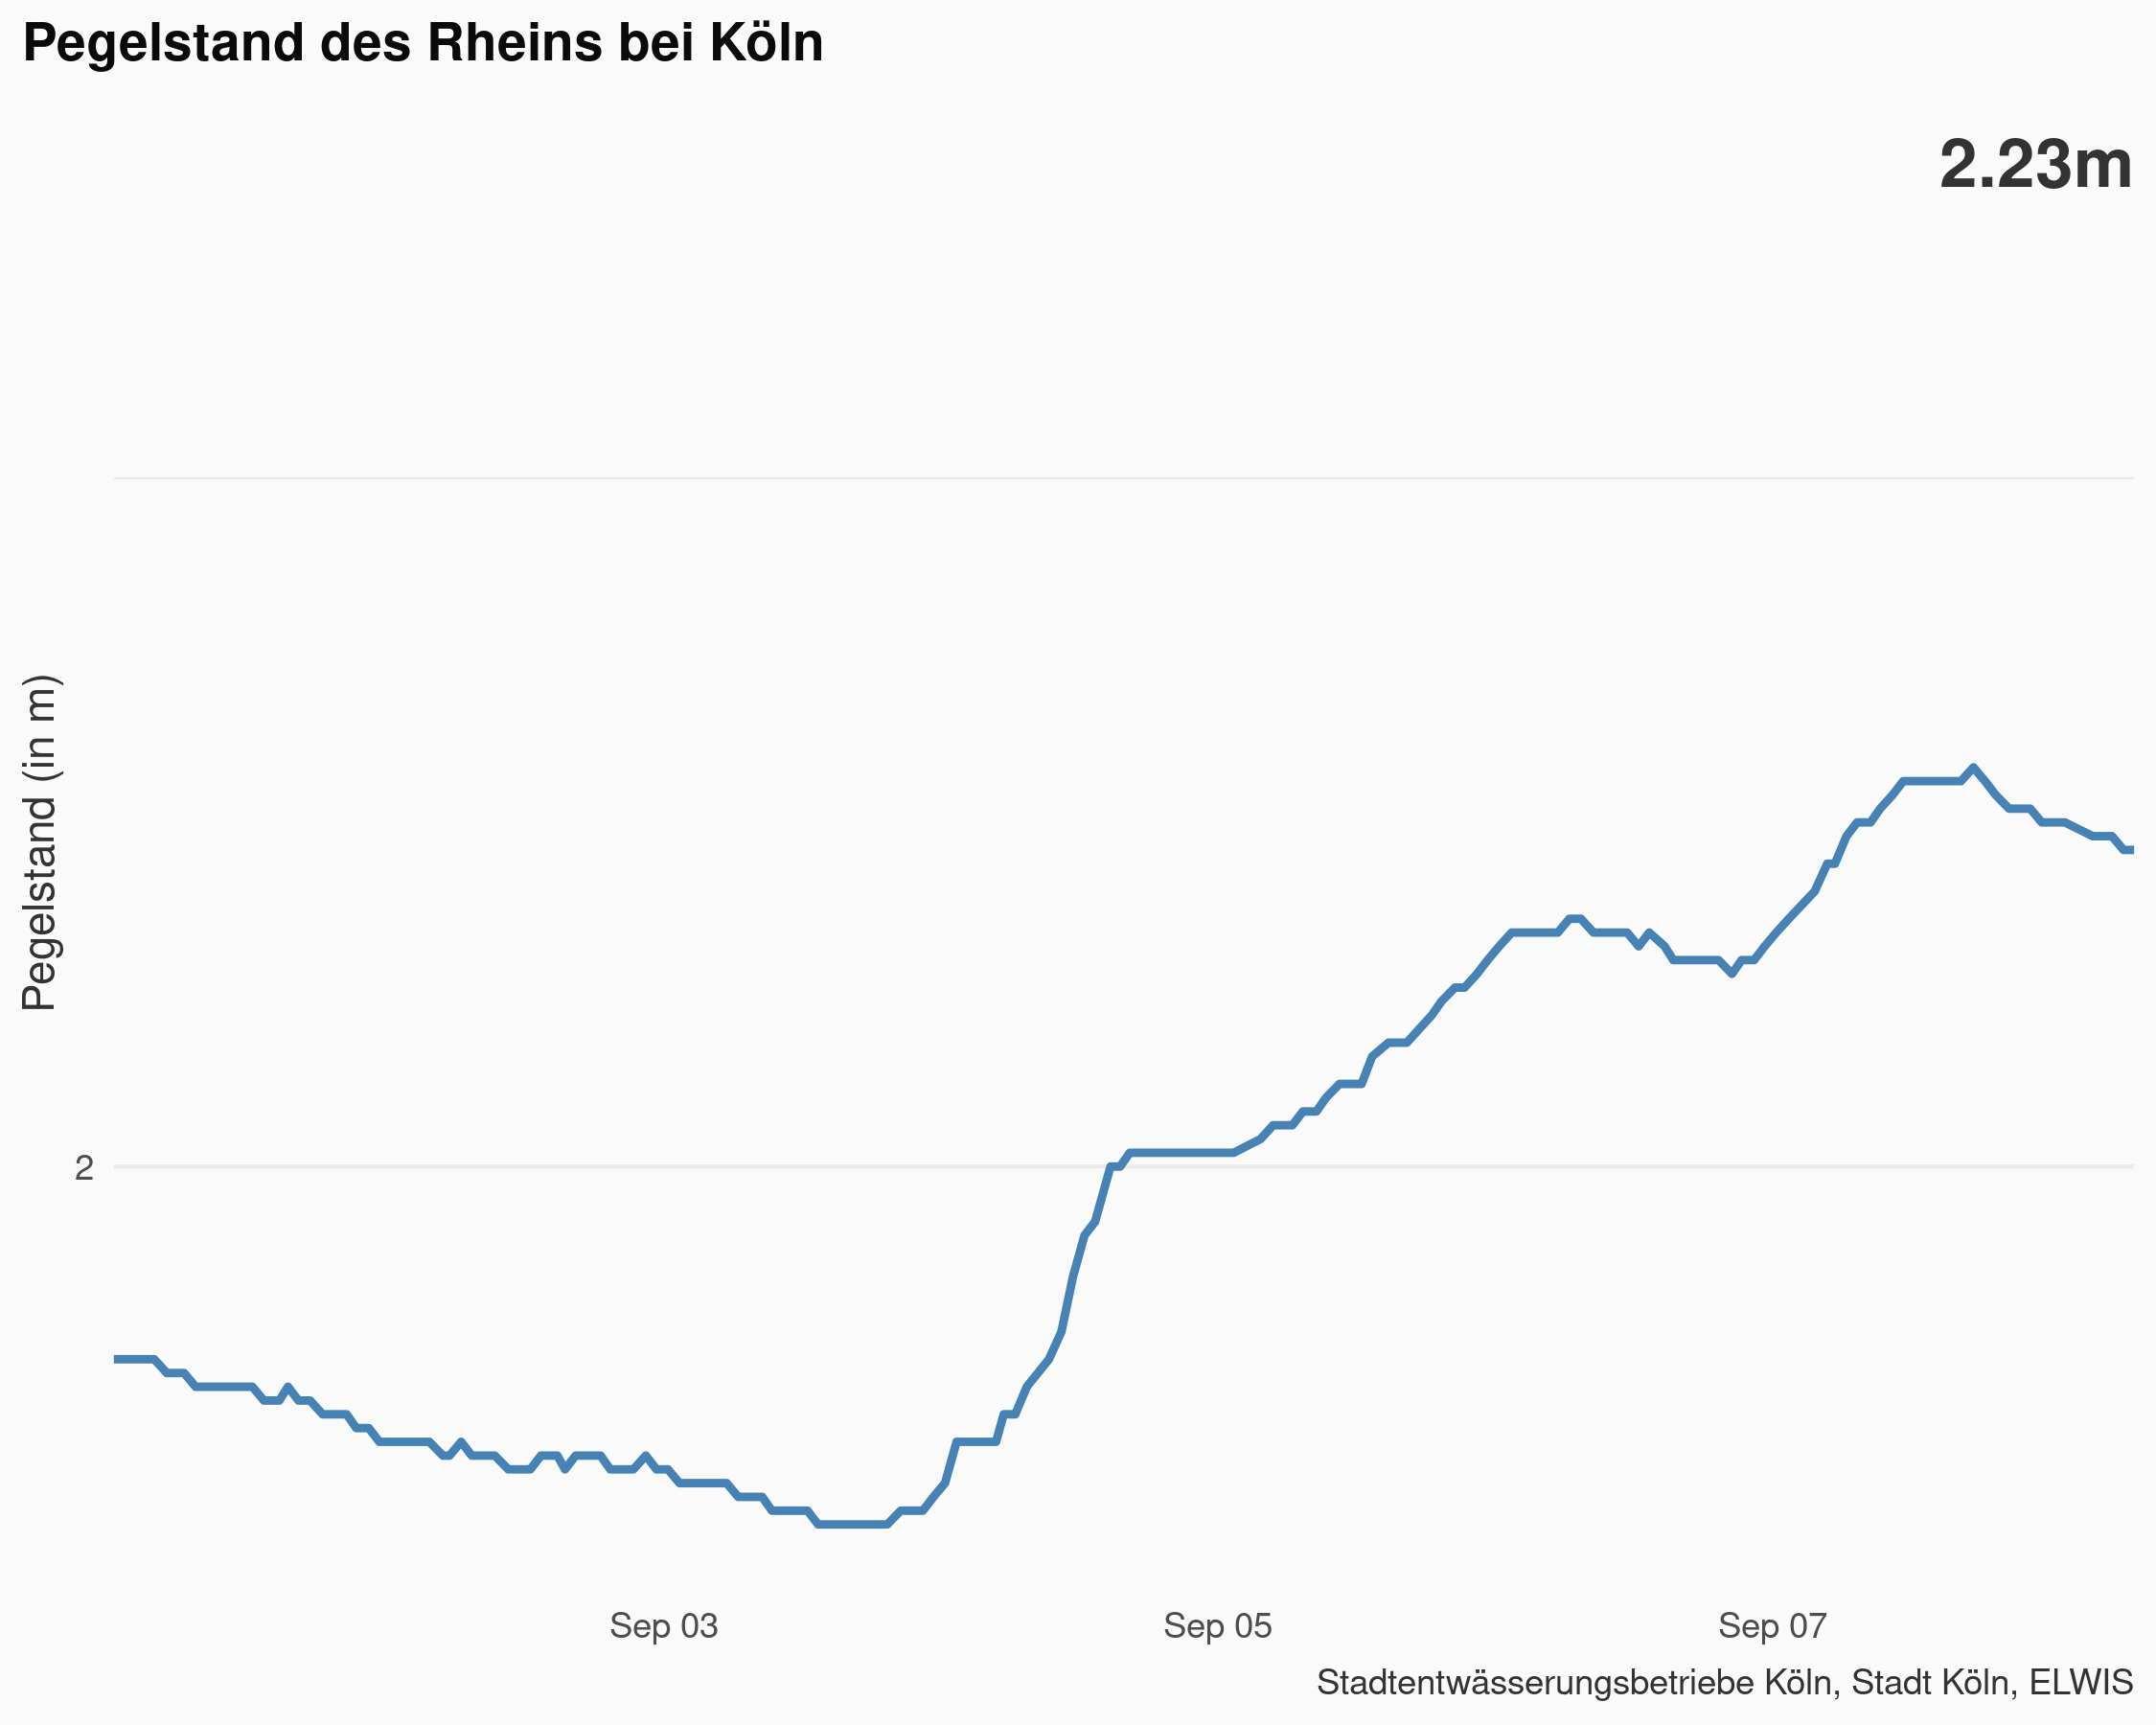 Pegelstand des Rheins bei Köln
2.23m
Pegelstand (in m)
2
Sep 03
Sep 05
Sep 07
Stadtentwässerungsbetriebe Köln, Stadt Köln, ELWIS